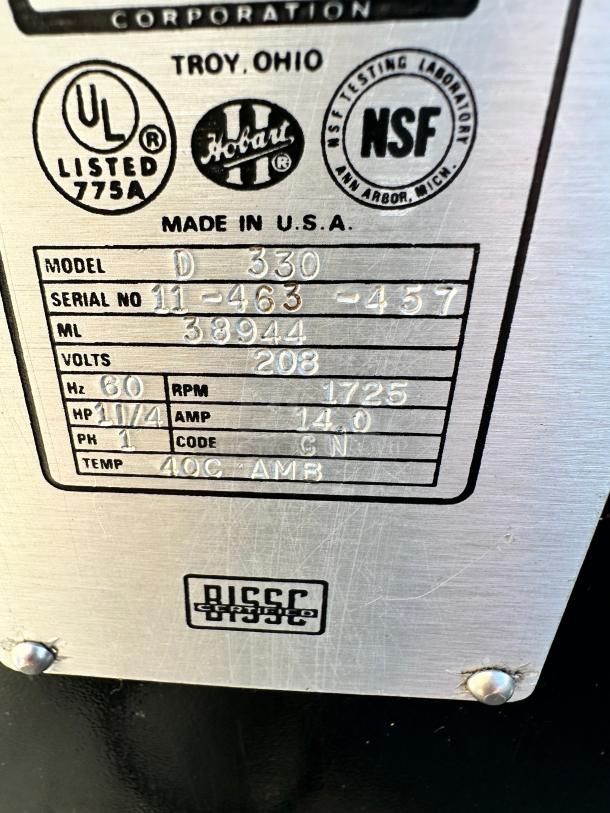 CORPORATION
TROY, OHIO
UL
®
LISTED
775A
Hobart
®
NSF TESTING LABORATORY
NSF
ANN ARBOR, MICH.
MADE IN U.S.A.
MODEL D 330
SERIAL NO 11-463-457
ML 38944
VOLTS 208
Hz 60 RPM 1725
HP 1 1/4 AMP 14.0
PH 1 CODE CN
TEMP 40C AMB
BISSC
CERTIFIED